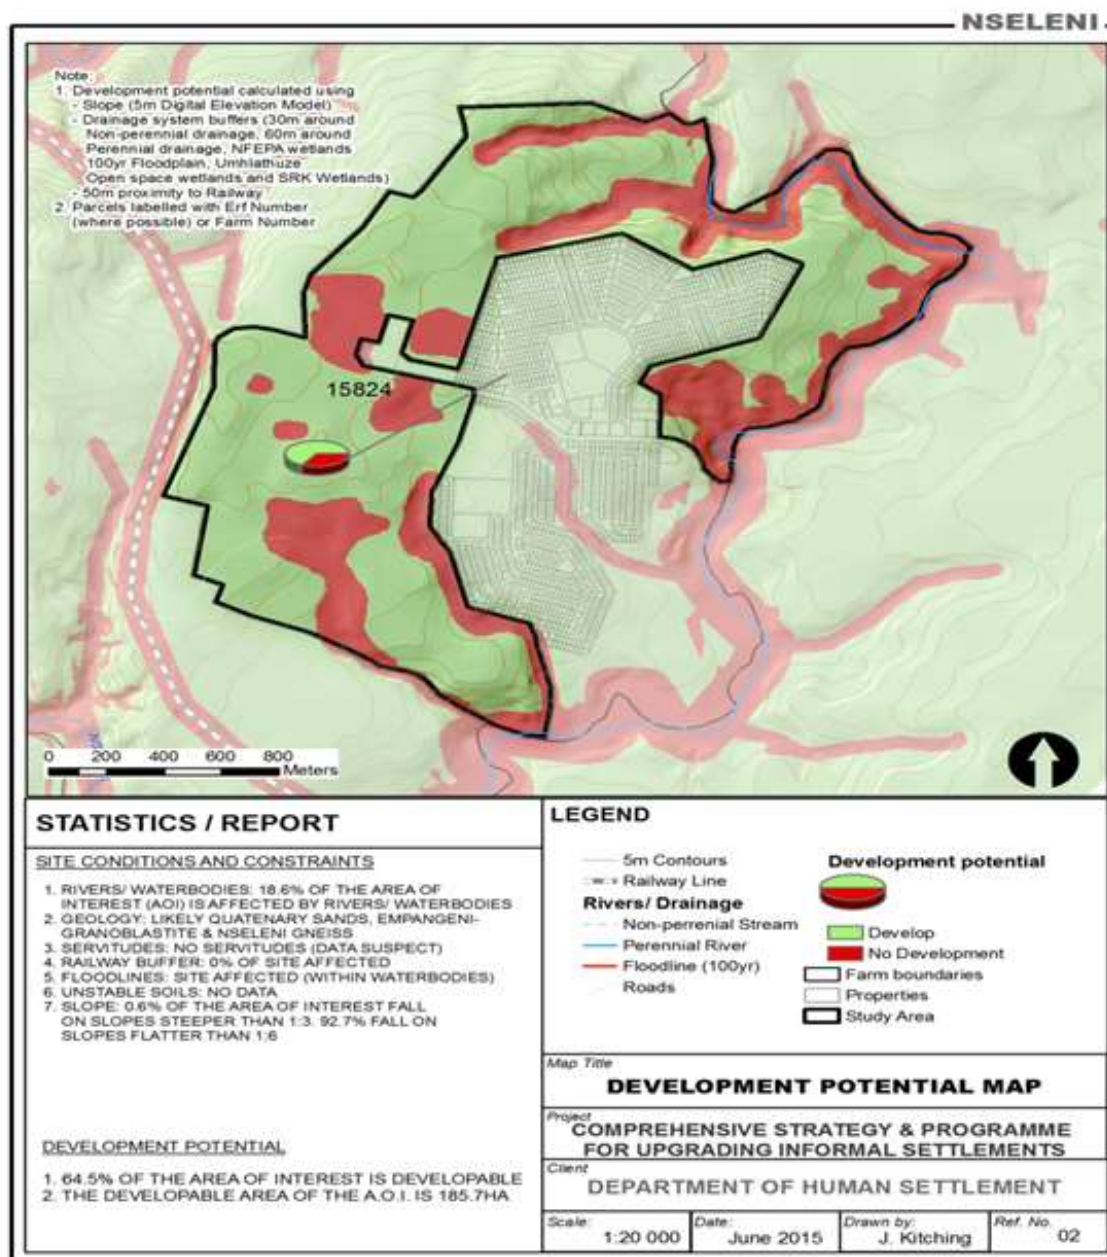 NSELENI
Note:
1. Development potential calculated using
- Slope (5m Digital Elevation Model)
- Drainage system buffers (30m around
Non-perennial drainage, 60m around
Perennial drainage, NFEPA wetlands
100yr Floodplain, Umhlathuze
Open space wetlands and SRK Wetlands)
- 50m proximity to Railway
2. Parcels labelled with Erf Number
(where possible) or Farm Number
15824
0 200 400 600 800
Meters
STATISTICS / REPORT
SITE CONDITIONS AND CONSTRAINTS
1. RIVERS/ WATERBODIES: 18.6% OF THE AREA OF
INTEREST (AOI) IS AFFECTED BY RIVERS/ WATERBODIES
2. GEOLOGY: LIKELY QUATENARY SANDS, EMPANGENI-
GRANOBLASTITE & NSELENI GNEISS
3. SERVITUDES: NO SERVITUDES (DATA SUSPECT)
4. RAILWAY BUFFER: 0% OF SITE AFFECTED
5. FLOODLINES: SITE AFFECTED (WITHIN WATERBODIES)
6. UNSTABLE SOILS: NO DATA
7. SLOPE: 0.6% OF THE AREA OF INTEREST FALL
ON SLOPES STEEPER THAN 1:3. 92.7% FALL ON
SLOPES FLATTER THAN 1:6
DEVELOPMENT POTENTIAL
1. 64.5% OF THE AREA OF INTEREST IS DEVELOPABLE
2. THE DEVELOPABLE AREA OF THE A.O.I. IS 185.7HA
LEGEND
5m Contours
Railway Line
Rivers/ Drainage
Non-perrenial Stream
Perennial River
Floodline (100yr)
Roads
Development potential
Develop
No Development
Farm boundaries
Properties
Study Area
Map Title
DEVELOPMENT POTENTIAL MAP
Project
COMPREHENSIVE STRATEGY & PROGRAMME
FOR UPGRADING INFORMAL SETTLEMENTS
Client
DEPARTMENT OF HUMAN SETTLEMENT
Scale: 1:20 000
Date: June 2015
Drawn by: J. Kitching
Ref. No. 02